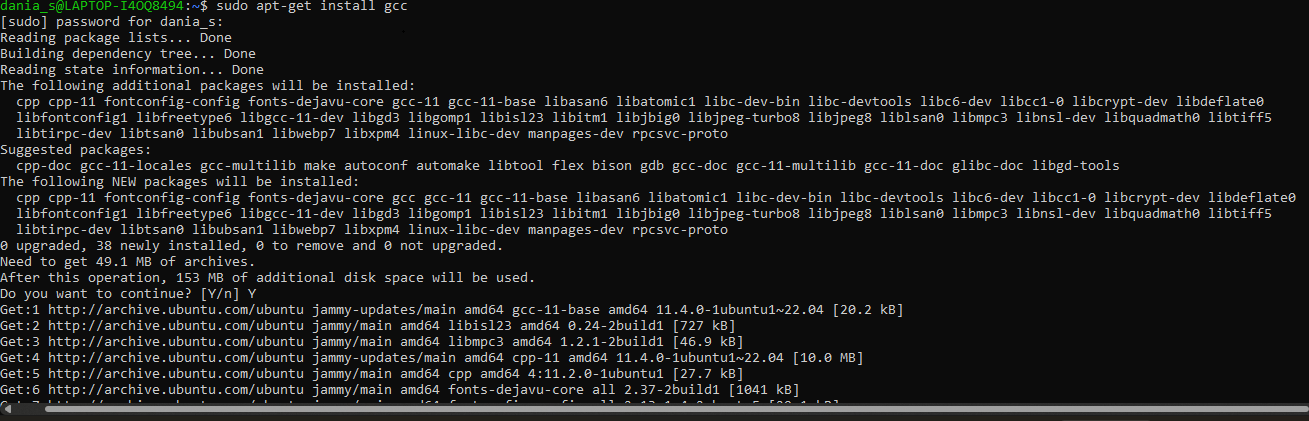 dania_s@LAPTOP-I4OQ8494:~$ sudo apt-get install gcc
[sudo] password for dania_s:
Reading package lists... Done
Building dependency tree... Done
Reading state information... Done
The following additional packages will be installed:
  cpp cpp-11 fontconfig-config fonts-dejavu-core gcc-11 gcc-11-base libasan6 libatomic1 libc-dev-bin libc-devtools libc6-dev libcc1-0 libcrypt-dev libdeflate0
  libfontconfig1 libfreetype6 libgcc-11-dev libgd3 libgomp1 libisl23 libitm1 libjbig0 libjpeg-turbo8 libjpeg8 liblsan0 libmpc3 libnsl-dev libquadmath0 libtiff5
  libtirpc-dev libtsan0 libubsan1 libwebp7 libxpm4 linux-libc-dev manpages-dev rpcsvc-proto
Suggested packages:
  cpp-doc gcc-11-locales gcc-multilib make autoconf automake libtool flex bison gdb gcc-doc gcc-11-multilib gcc-11-doc glibc-doc libgd-tools
The following NEW packages will be installed:
  cpp cpp-11 fontconfig-config fonts-dejavu-core gcc gcc-11 gcc-11-base libasan6 libatomic1 libc-dev-bin libc-devtools libc6-dev libcc1-0 libcrypt-dev libdeflate0
  libfontconfig1 libfreetype6 libgcc-11-dev libgd3 libgomp1 libisl23 libitm1 libjbig0 libjpeg-turbo8 libjpeg8 liblsan0 libmpc3 libnsl-dev libquadmath0 libtiff5
  libtirpc-dev libtsan0 libubsan1 libwebp7 libxpm4 linux-libc-dev manpages-dev rpcsvc-proto
0 upgraded, 38 newly installed, 0 to remove and 0 not upgraded.
Need to get 49.1 MB of archives.
After this operation, 153 MB of additional disk space will be used.
Do you want to continue? [Y/n] Y
Get:1 http://archive.ubuntu.com/ubuntu jammy-updates/main amd64 gcc-11-base amd64 11.4.0-1ubuntu1~22.04 [20.2 kB]
Get:2 http://archive.ubuntu.com/ubuntu jammy/main amd64 libisl23 amd64 0.24-2build1 [727 kB]
Get:3 http://archive.ubuntu.com/ubuntu jammy/main amd64 libmpc3 amd64 1.2.1-2build1 [46.9 kB]
Get:4 http://archive.ubuntu.com/ubuntu jammy-updates/main amd64 cpp-11 amd64 11.4.0-1ubuntu1~22.04 [10.0 MB]
Get:5 http://archive.ubuntu.com/ubuntu jammy/main amd64 cpp amd64 4:11.2.0-1ubuntu1 [27.7 kB]
Get:6 http://archive.ubuntu.com/ubuntu jammy/main amd64 fonts-dejavu-core all 2.37-2build1 [1041 kB]